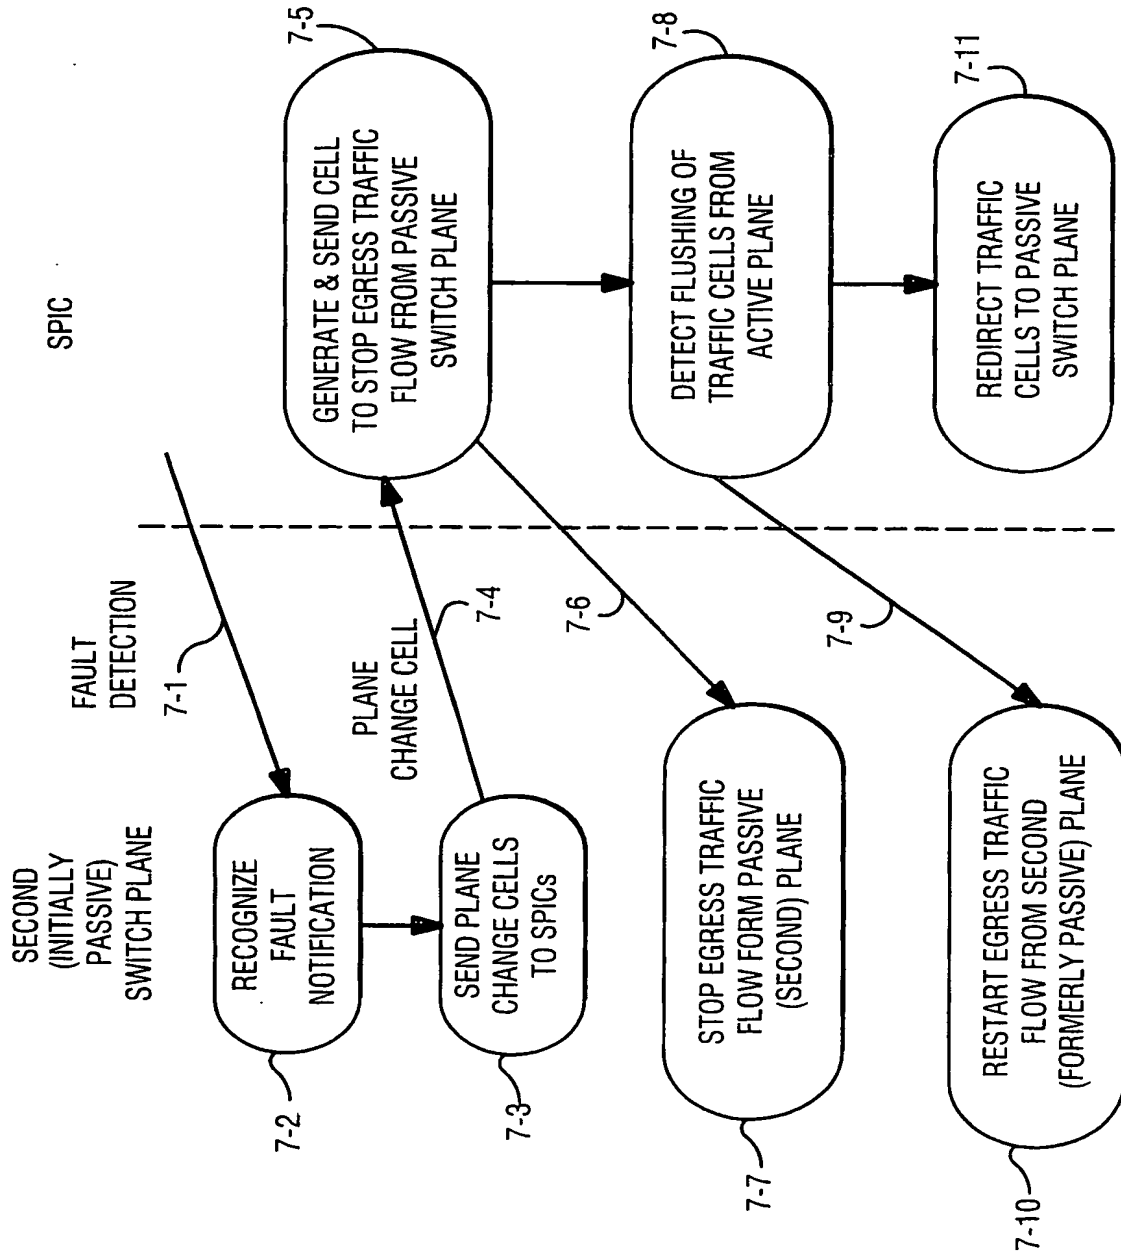 SECOND
(INITIALLY
PASSIVE)
SWITCH PLANE
FAULT
DETECTION
SPIC
7-1
RECOGNIZE
FAULT
NOTIFICATION
7-2
SEND PLANE
CHANGE CELLS
TO SPICs
7-3
PLANE
CHANGE CELL
7-4
GENERATE & SEND CELL
TO STOP EGRESS TRAFFIC
FLOW FROM PASSIVE
SWITCH PLANE
7-5
7-6
STOP EGRESS TRAFFIC
FLOW FORM PASSIVE
(SECOND) PLANE
7-7
DETECT FLUSHING OF
TRAFFIC CELLS FROM
ACTIVE PLANE
7-8
7-9
RESTART EGRESS TRAFFIC
FLOW FROM SECOND
(FORMERLY PASSIVE) PLANE
7-10
REDIRECT TRAFFIC
CELLS TO PASSIVE
SWITCH PLANE
7-11